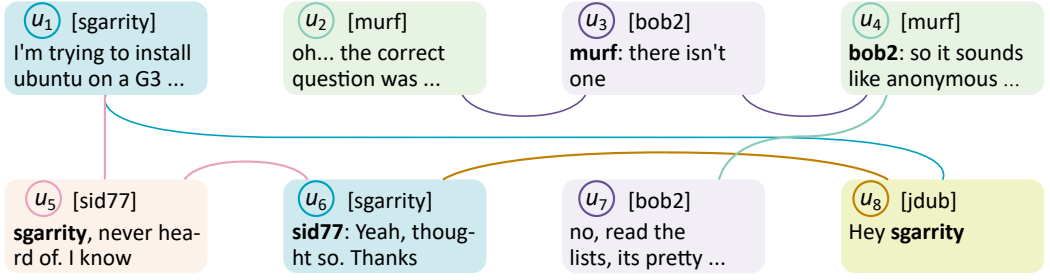 u1 [sgarrity]
I'm trying to install
ubuntu on a G3 ...
u2 [murf]
oh... the correct
question was ...
u3 [bob2]
murf: there isn't
one
u4 [murf]
bob2: so it sounds
like anonymous ...
u5 [sid77]
sgarrity, never hea-
rd of. I know
u6 [sgarrity]
sid77: Yeah, thoug-
ht so. Thanks
u7 [bob2]
no, read the
lists, its pretty ...
u8 [jdub]
Hey sgarrity